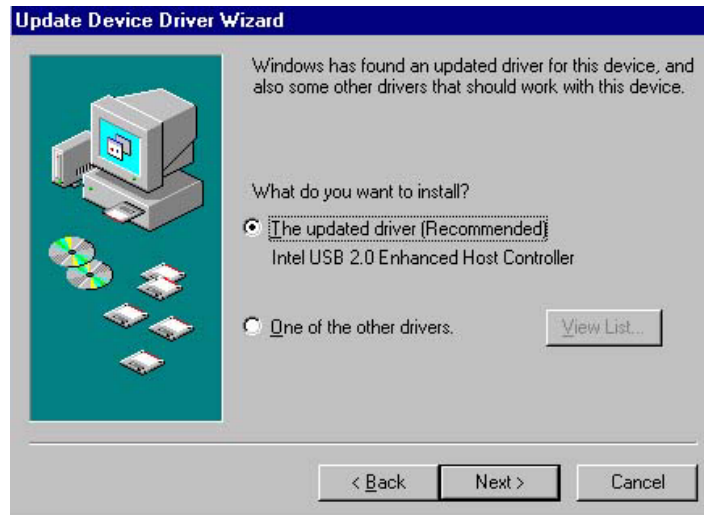 Update Device Driver Wizard
Windows has found an updated driver for this device, and
also some other drivers that should work with this device.
What do you want to install?
The updated driver (Recommended)
Intel USB 2.0 Enhanced Host Controller
One of the other drivers.
View List...
< Back
Next >
Cancel